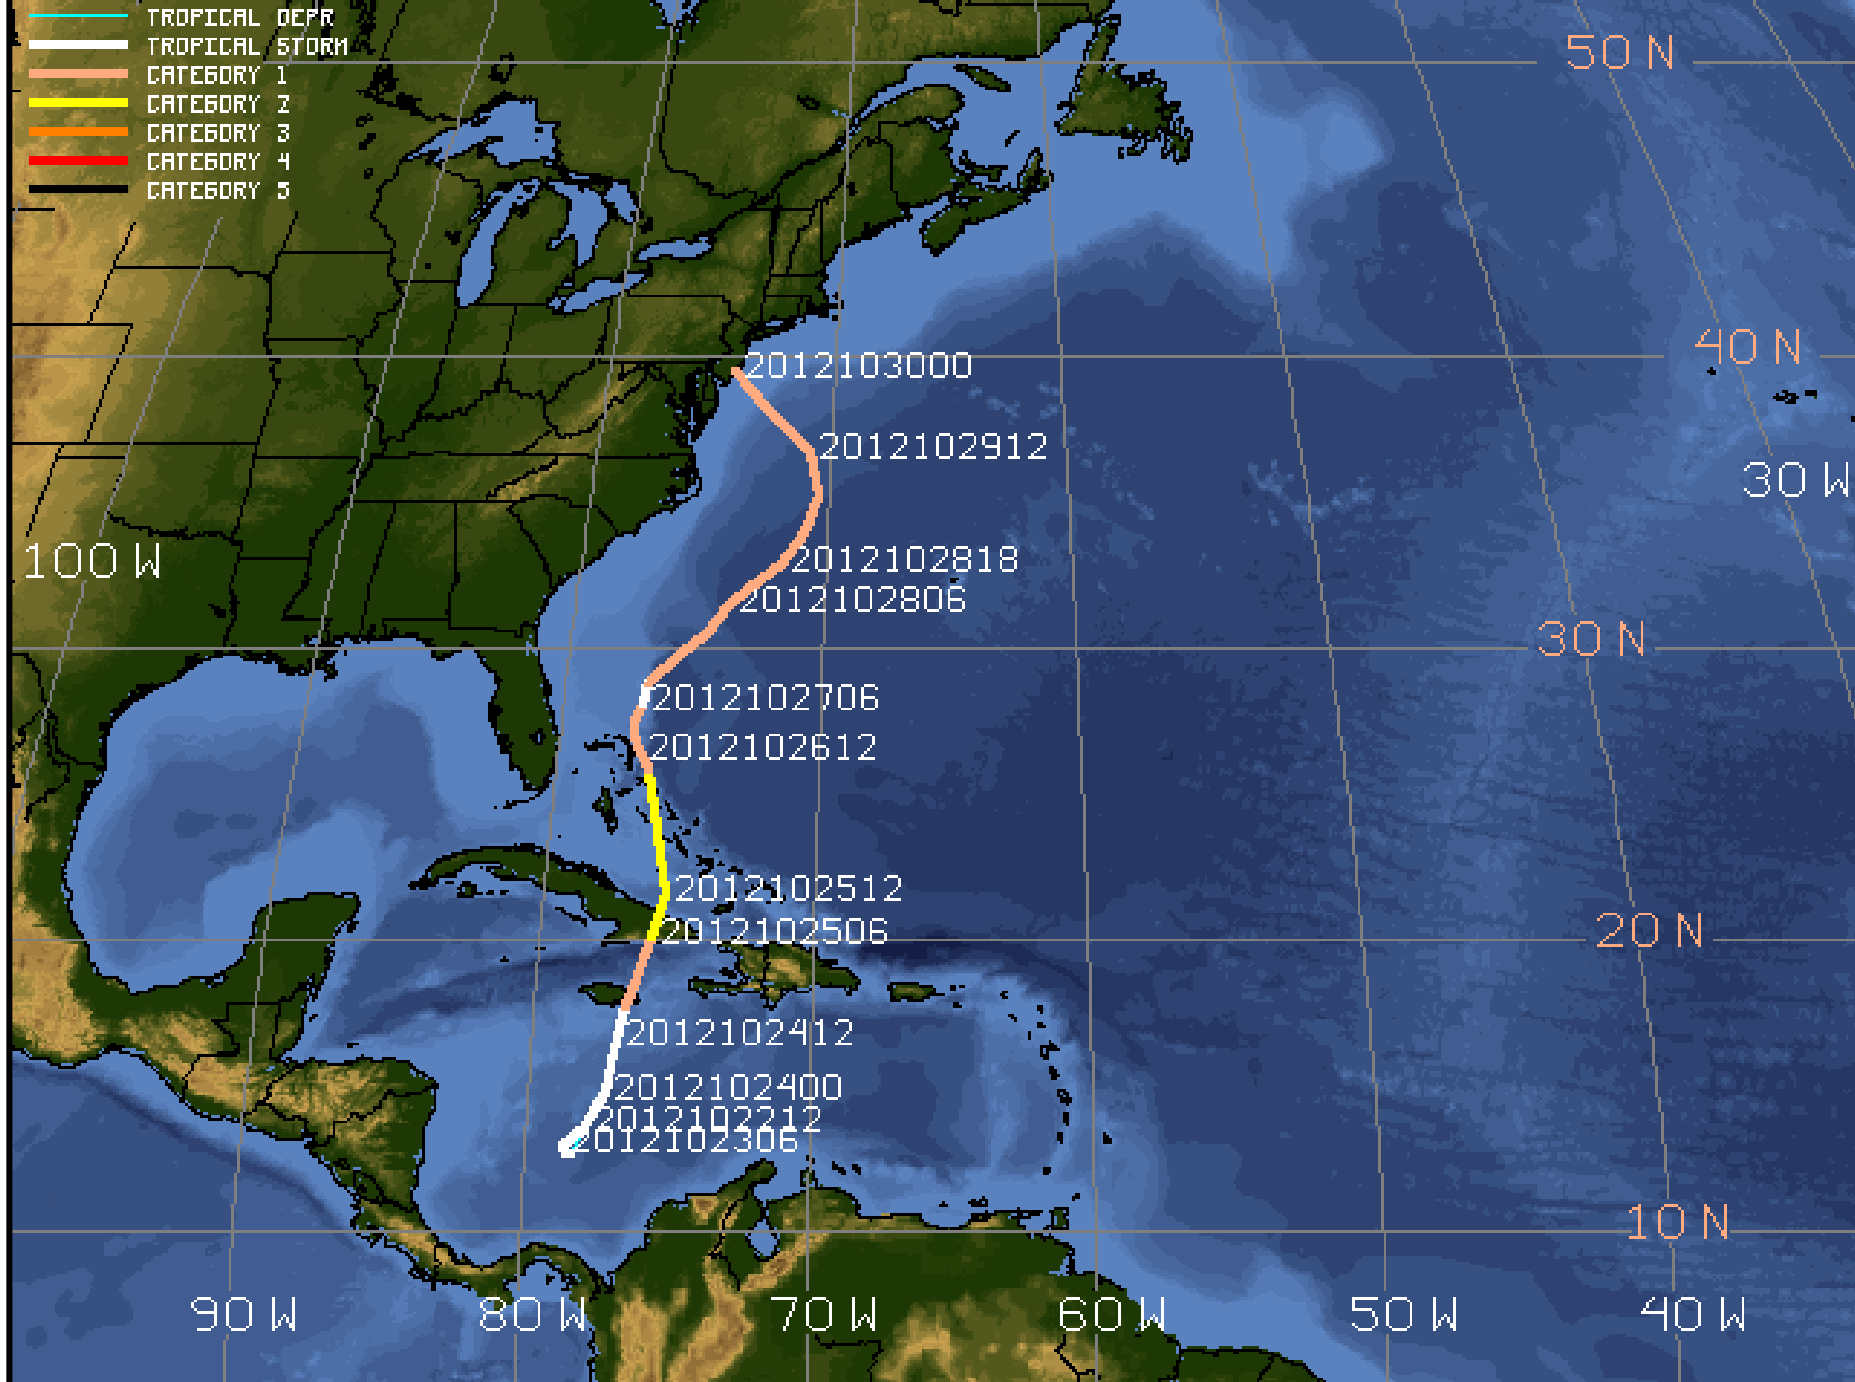 TROPICAL DEPR
TROPICAL STORM
CATEGORY 1
CATEGORY 2
CATEGORY 3
CATEGORY 4
CATEGORY 5
50 N
40 N
2012103000
2012102912
30 W
100 W
2012102818
2012102806
30 N
2012102706
2012102612
2012102512
2012102506
20 N
2012102412
2012102400
2012102212
2012102306
10 N
90 W
80 W
70 W
60 W
50 W
40 W